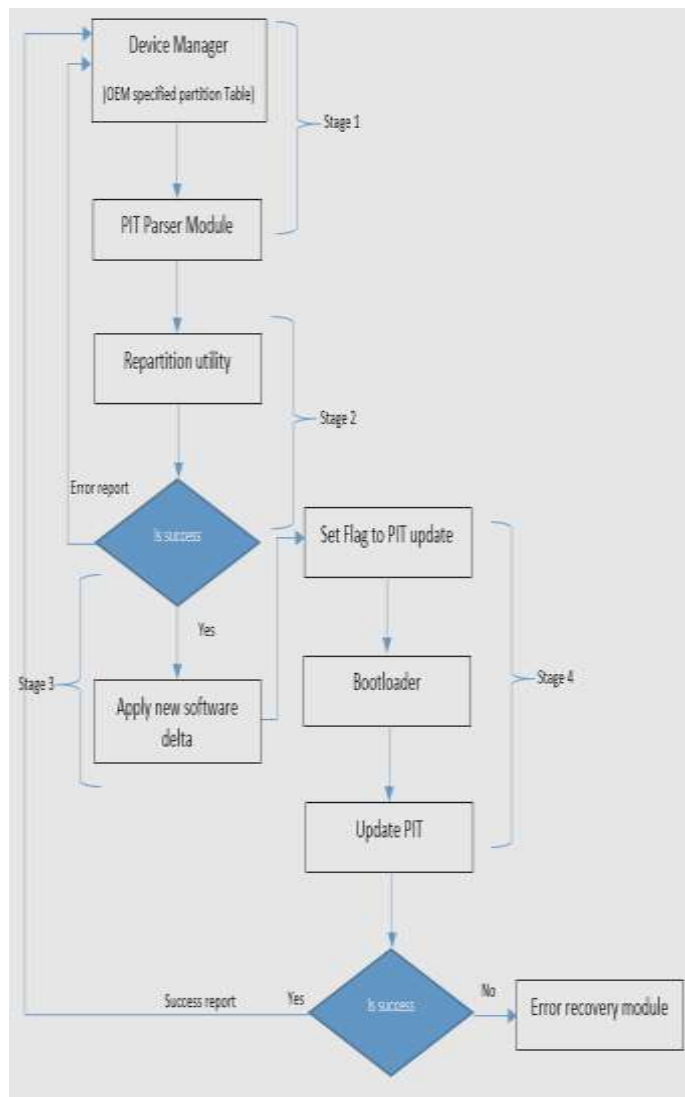 Device Manager
(OEM specified partition Table)
Stage 1
PIT Parser Module
Repartition utility
Stage 2
Error report
Is success
Set Flag to PIT update
Yes
Stage 3
Apply new software
delta
Bootloader
Stage 4
Update PIT
Success report
Yes
Is success
No
Error recovery module